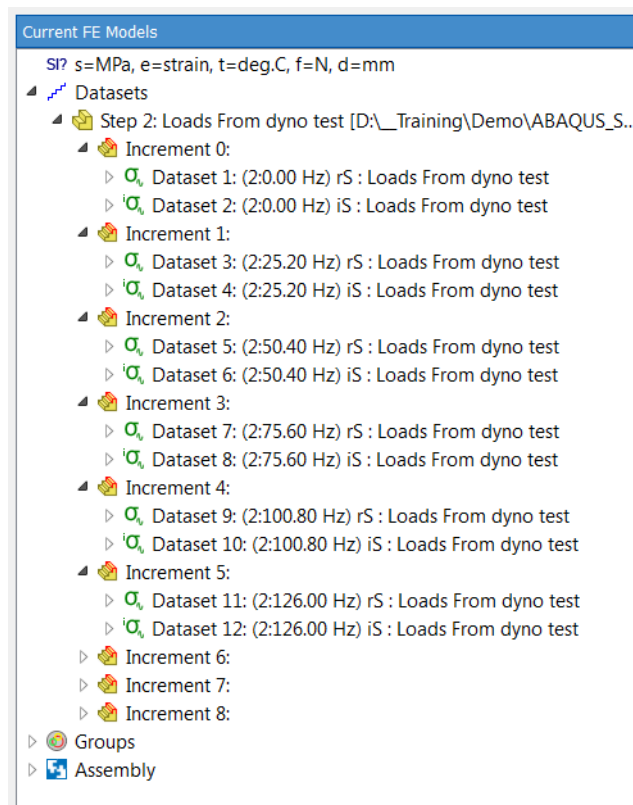 Current FE Models
SI? s=MPa, e=strain, t=deg.C, f=N, d=mm
Datasets
Step 2: Loads From dyno test [D:\__Training\Demo\ABAQUS_S...
Increment 0:
σ Dataset 1: (2:0.00 Hz) rS : Loads From dyno test
iσ Dataset 2: (2:0.00 Hz) iS : Loads From dyno test
Increment 1:
σ Dataset 3: (2:25.20 Hz) rS : Loads From dyno test
iσ Dataset 4: (2:25.20 Hz) iS : Loads From dyno test
Increment 2:
σ Dataset 5: (2:50.40 Hz) rS : Loads From dyno test
iσ Dataset 6: (2:50.40 Hz) iS : Loads From dyno test
Increment 3:
σ Dataset 7: (2:75.60 Hz) rS : Loads From dyno test
iσ Dataset 8: (2:75.60 Hz) iS : Loads From dyno test
Increment 4:
σ Dataset 9: (2:100.80 Hz) rS : Loads From dyno test
iσ Dataset 10: (2:100.80 Hz) iS : Loads From dyno test
Increment 5:
σ Dataset 11: (2:126.00 Hz) rS : Loads From dyno test
iσ Dataset 12: (2:126.00 Hz) iS : Loads From dyno test
Increment 6:
Increment 7:
Increment 8:
Groups
Assembly